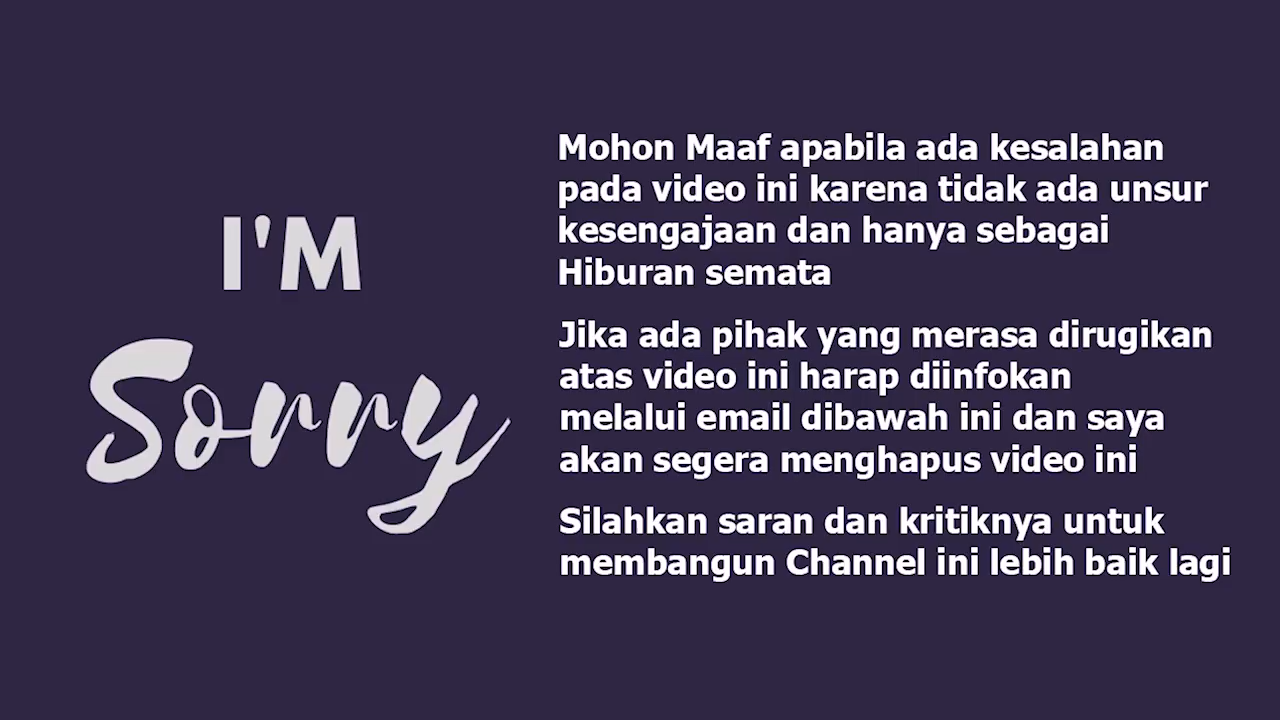 I'M
Sorry
Mohon Maaf apabila ada kesalahan
pada video ini karena tidak ada unsur
kesengajaan dan hanya sebagai
Hiburan semata
Jika ada pihak yang merasa dirugikan
atas video ini harap diinfokan
melalui email dibawah ini dan saya
akan segera menghapus video ini
Silahkan saran dan kritiknya untuk
membangun Channel ini lebih baik lagi